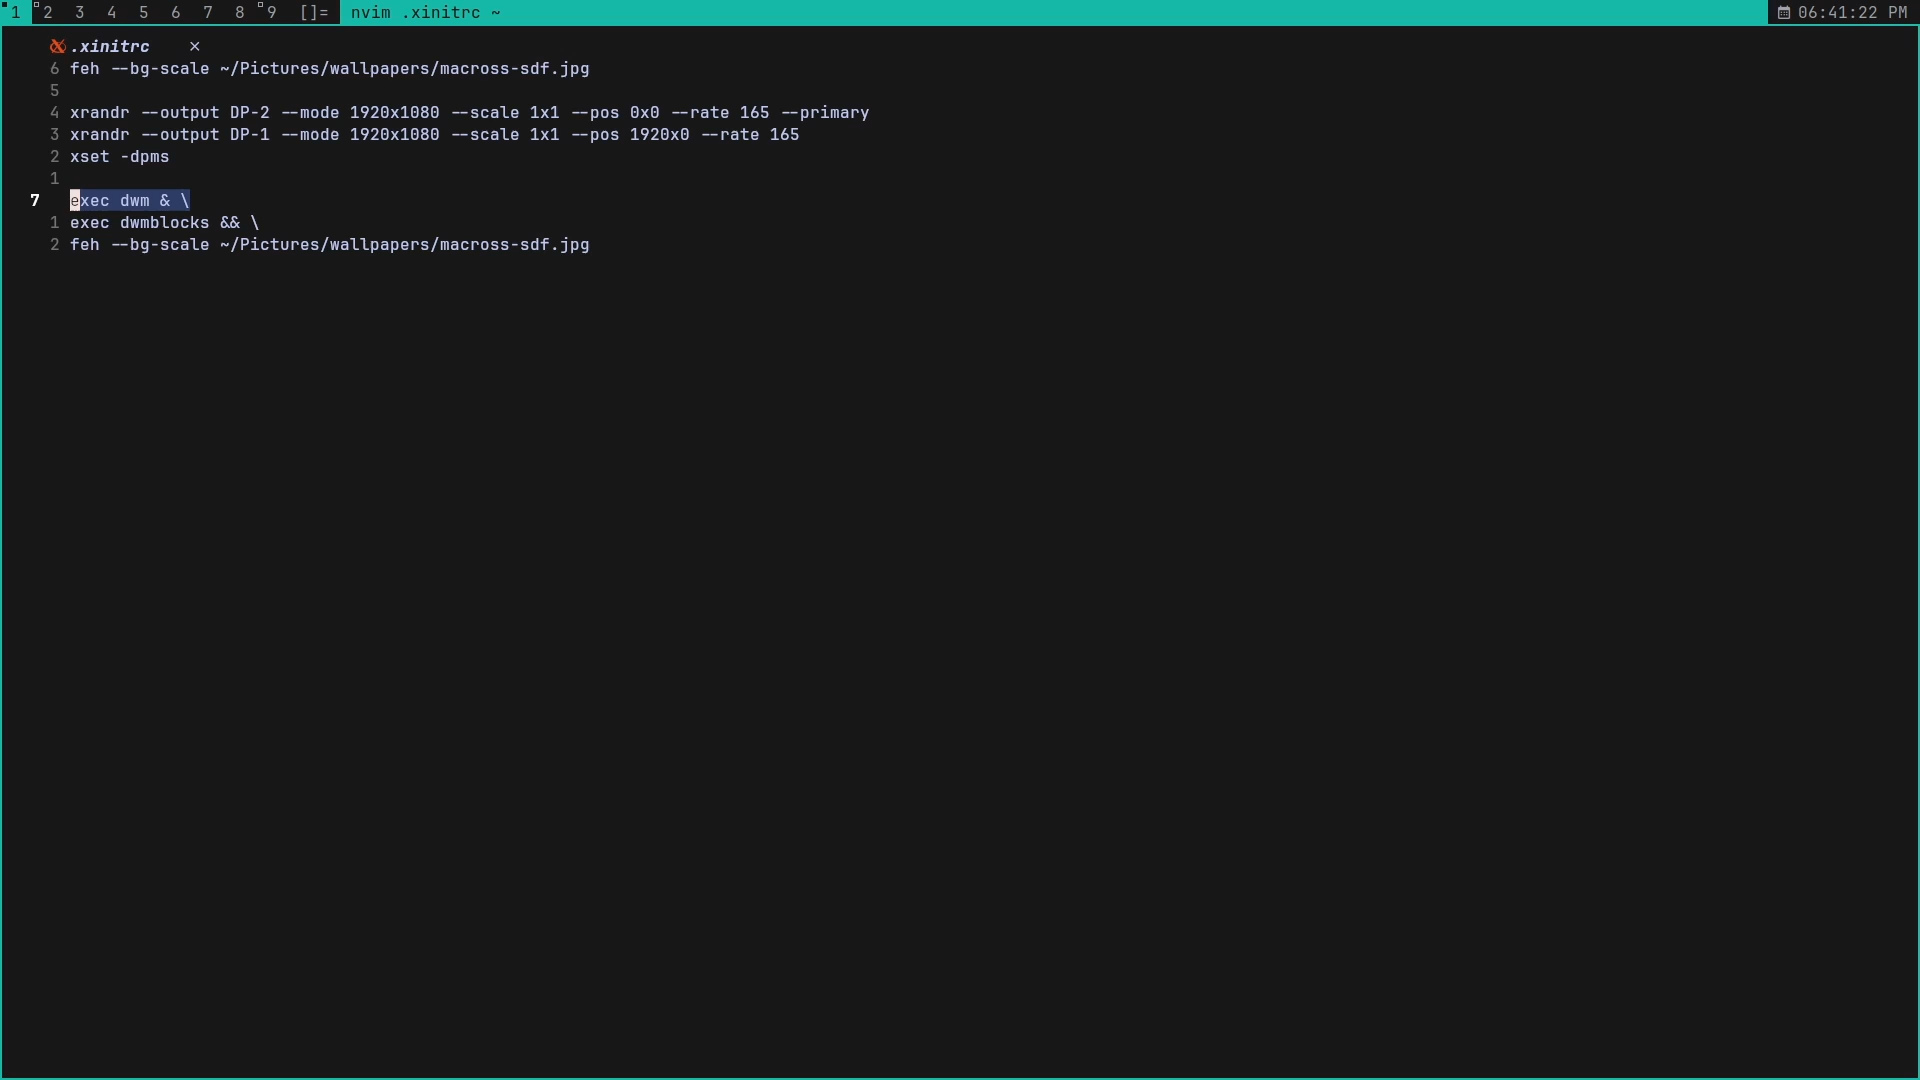 1 2 3 4 5 6 7 8 9 []= nvim .xinitrc ~ 06:41:22 PM
.xinitrc ×
6 feh --bg-scale ~/Pictures/wallpapers/macross-sdf.jpg
5
4 xrandr --output DP-2 --mode 1920x1080 --scale 1x1 --pos 0x0 --rate 165 --primary
3 xrandr --output DP-1 --mode 1920x1080 --scale 1x1 --pos 1920x0 --rate 165
2 xset -dpms
1
7 exec dwm & \
1 exec dwmblocks && \
2 feh --bg-scale ~/Pictures/wallpapers/macross-sdf.jpg